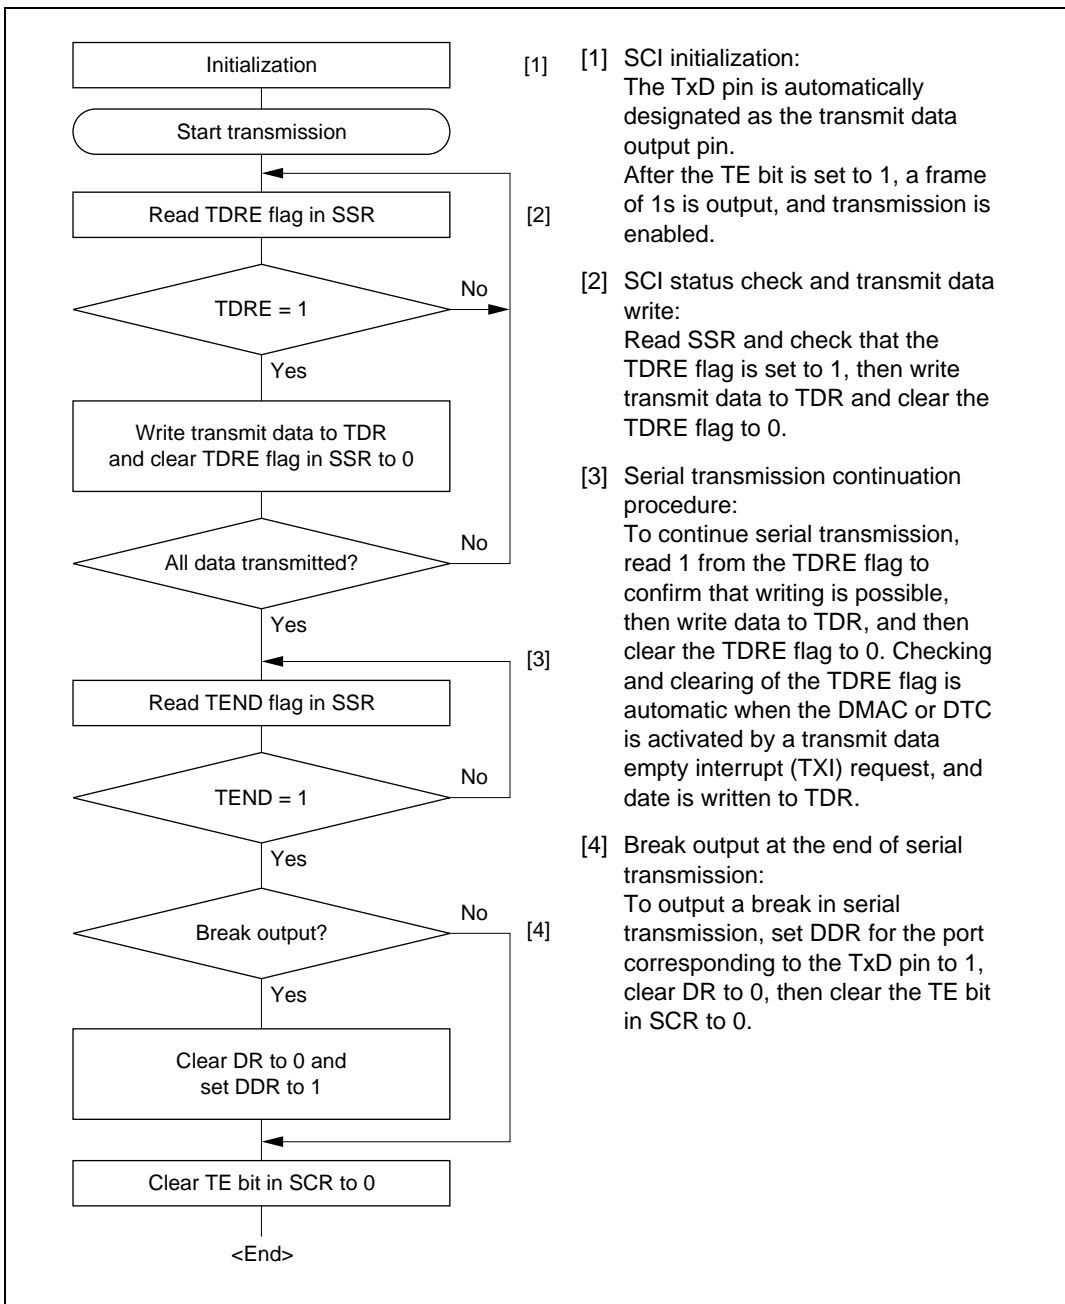 Initialization
[1]
Start transmission
Read TDRE flag in SSR
[2]
TDRE = 1
No
Yes
Write transmit data to TDR
and clear TDRE flag in SSR to 0
All data transmitted?
No
Yes
[3]
Read TEND flag in SSR
TEND = 1
No
Yes
Break output?
No
[4]
Yes
Clear DR to 0 and
set DDR to 1
Clear TE bit in SCR to 0
<End>
[1] SCI initialization:
The TxD pin is automatically
designated as the transmit data
output pin.
After the TE bit is set to 1, a frame
of 1s is output, and transmission is
enabled.
[2] SCI status check and transmit data
write:
Read SSR and check that the
TDRE flag is set to 1, then write
transmit data to TDR and clear the
TDRE flag to 0.
[3] Serial transmission continuation
procedure:
To continue serial transmission,
read 1 from the TDRE flag to
confirm that writing is possible,
then write data to TDR, and then
clear the TDRE flag to 0. Checking
and clearing of the TDRE flag is
automatic when the DMAC or DTC
is activated by a transmit data
empty interrupt (TXI) request, and
date is written to TDR.
[4] Break output at the end of serial
transmission:
To output a break in serial
transmission, set DDR for the port
corresponding to the TxD pin to 1,
clear DR to 0, then clear the TE bit
in SCR to 0.